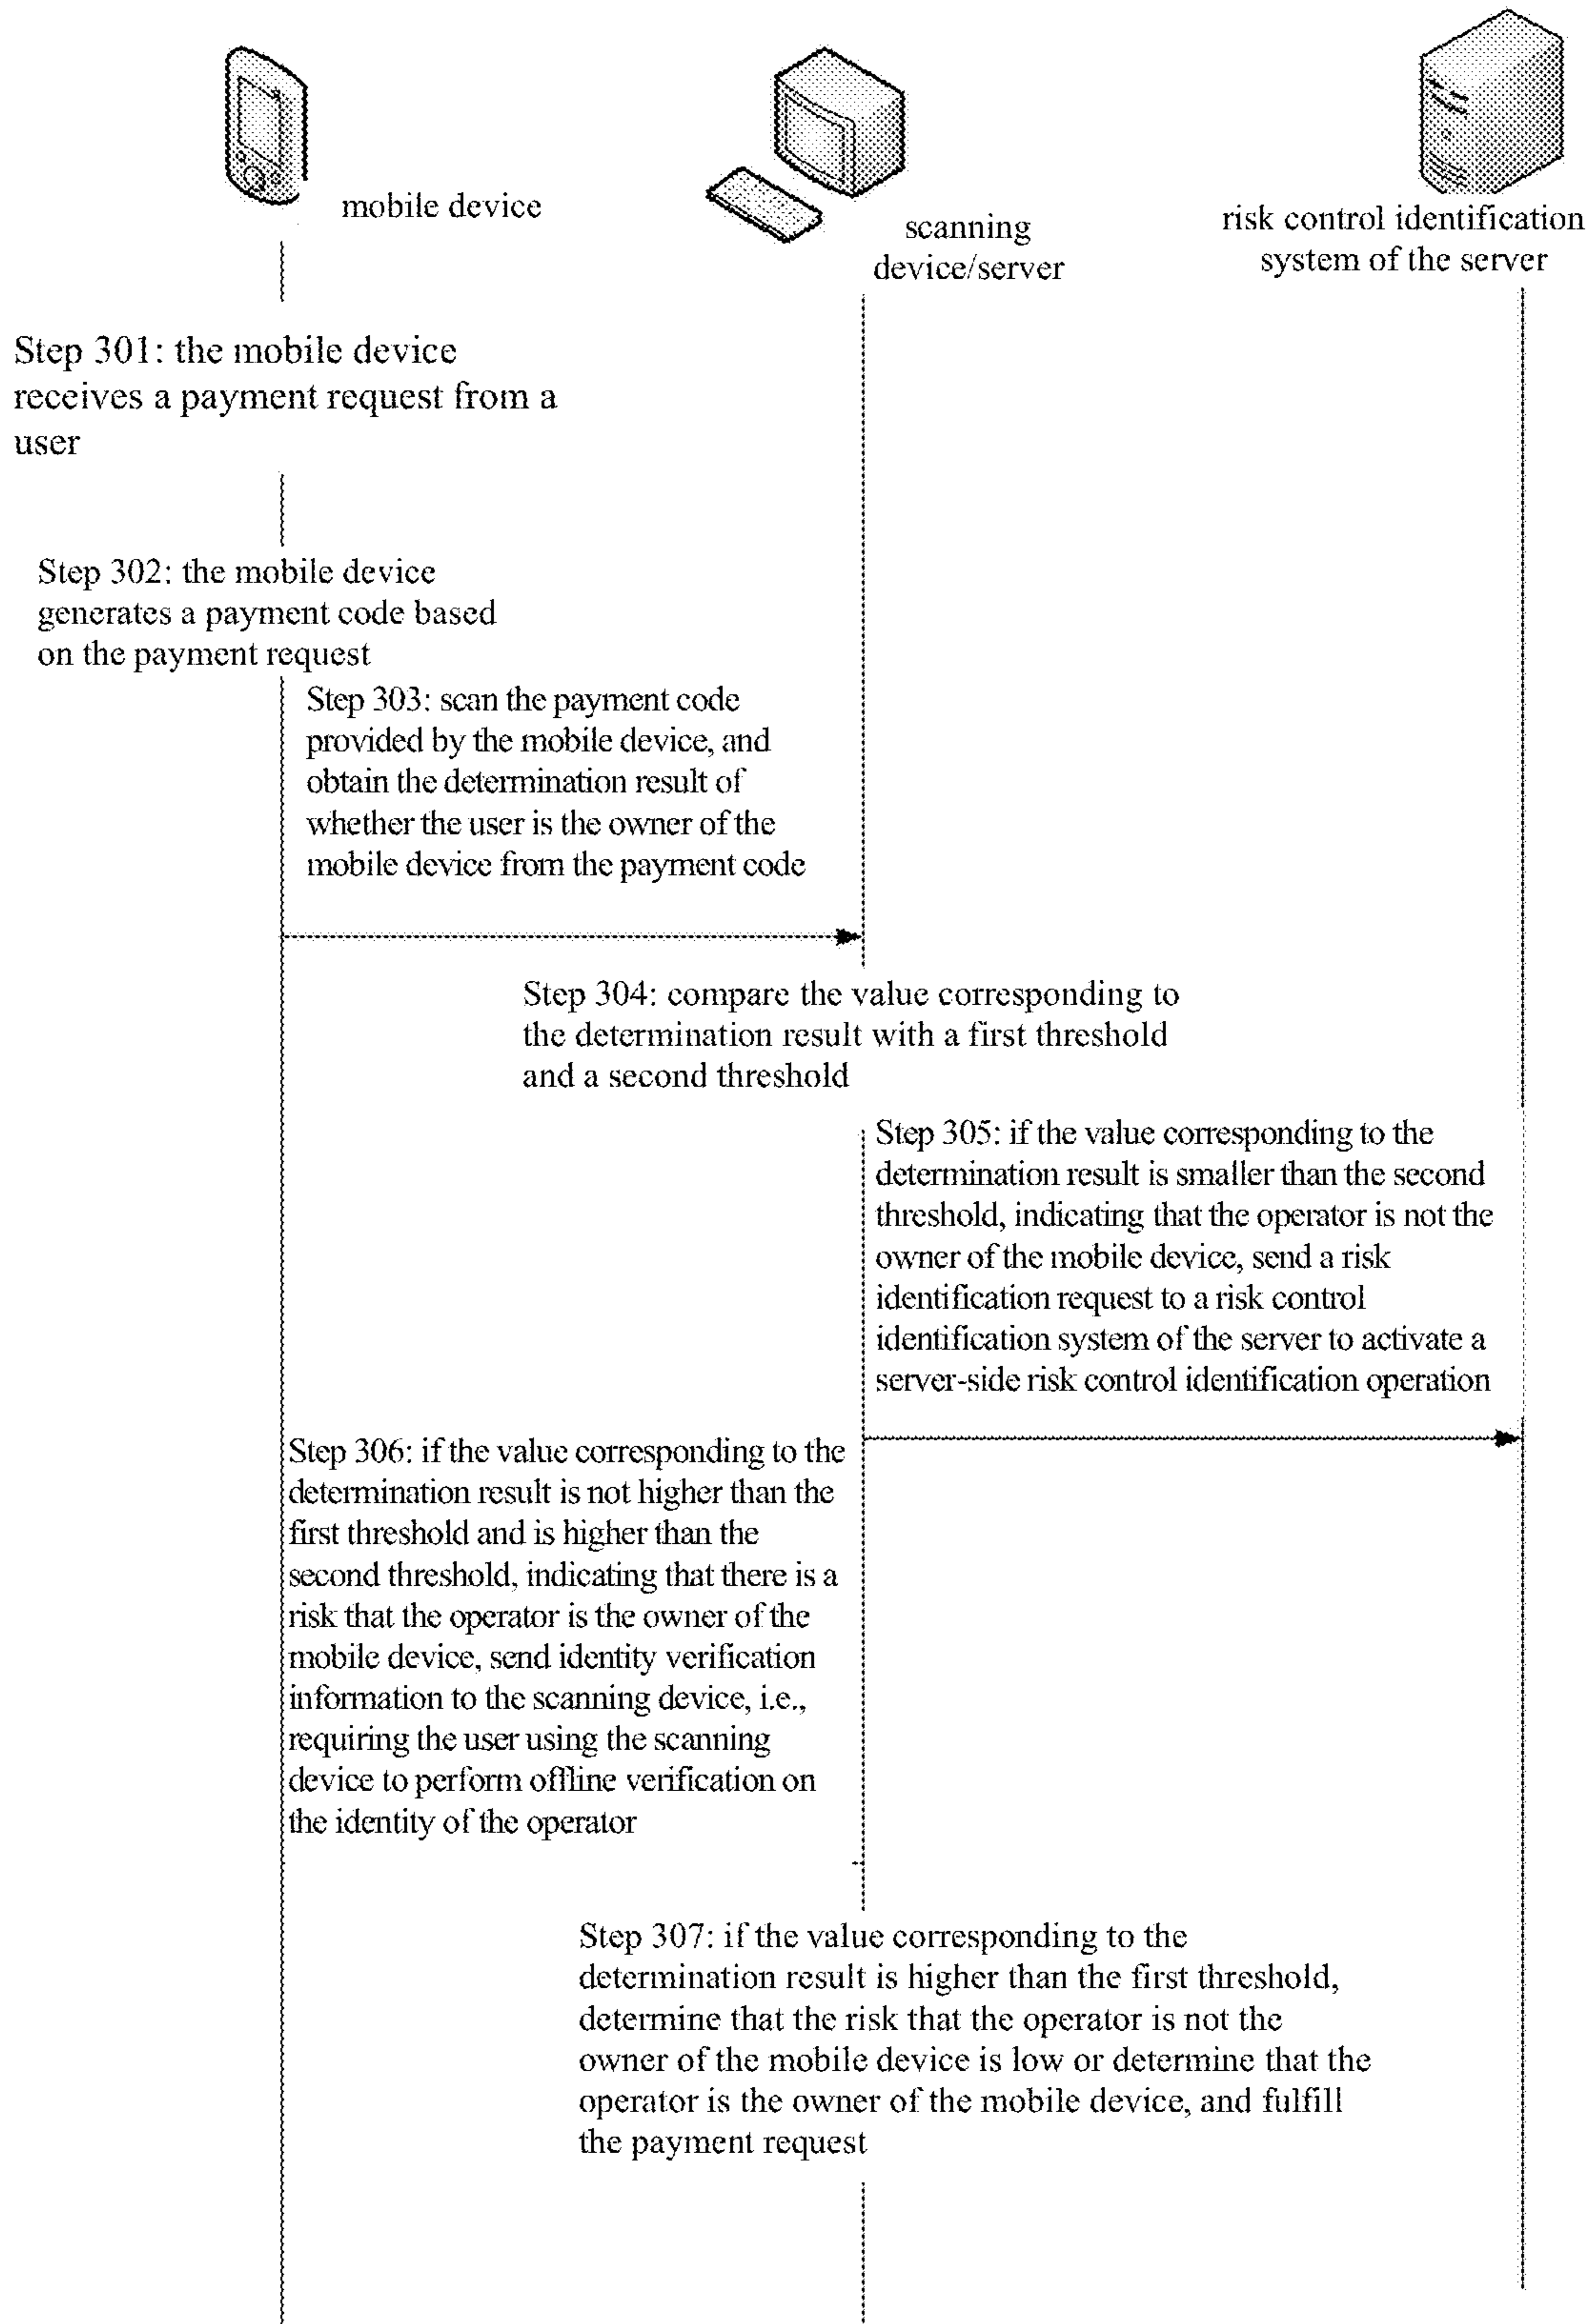 mobile device
scanning
device/server
risk control identification
system of the server
Step 301: the mobile device
receives a payment request from a
user
Step 302: the mobile device
generates a payment code based
on the payment request
Step 303: scan the payment code
provided by the mobile device, and
obtain the determination result of
whether the user is the owner of the
mobile device from the payment code
Step 304: compare the value corresponding to
the determination result with a first threshold
and a second threshold
Step 305: if the value corresponding to the
determination result is smaller than the second
threshold, indicating that the operator is not the
owner of the mobile device, send a risk
identification request to a risk control
identification system of the server to activate a
server-side risk control identification operation
Step 306: if the value corresponding to the
determination result is not higher than the
first threshold and is higher than the
second threshold, indicating that there is a
risk that the operator is the owner of the
mobile device, send identity verification
information to the scanning device, i.e.,
requiring the user using the scanning
device to perform offline verification on
the identity of the operator
Step 307: if the value corresponding to the
determination result is higher than the first threshold,
determine that the risk that the operator is not the
owner of the mobile device is low or determine that the
operator is the owner of the mobile device, and fulfill
the payment request